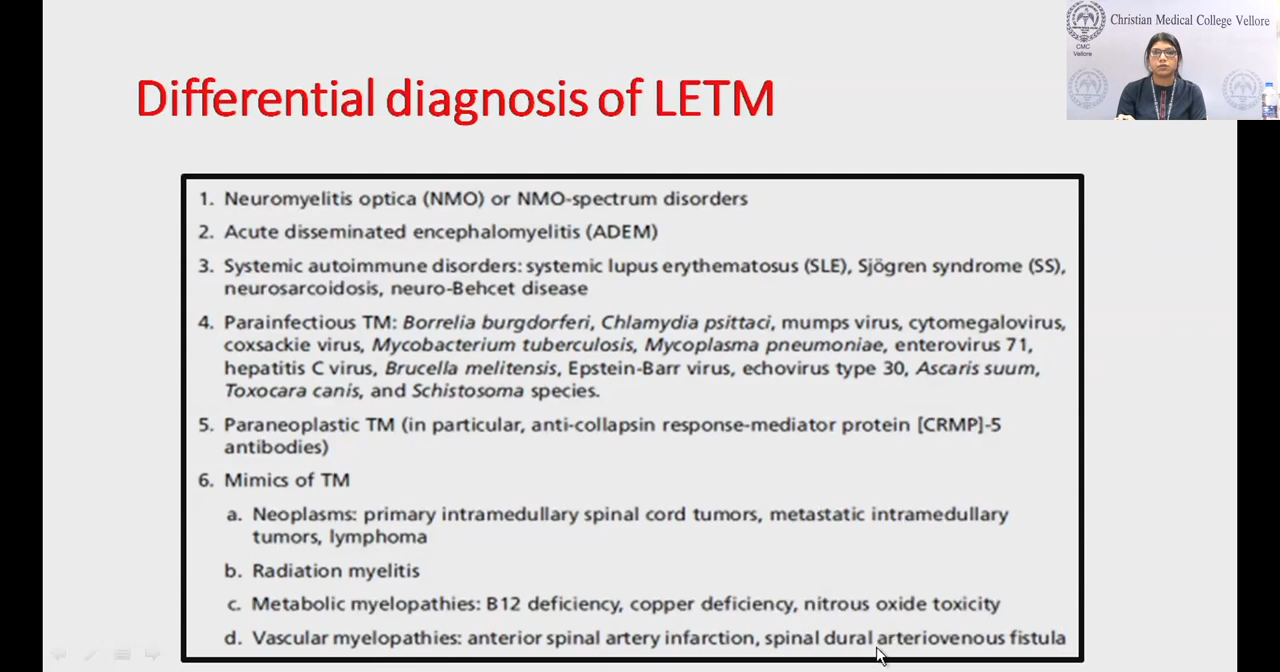 Christian Medical College Vellore
CMC
Vellore
Differential diagnosis of LETM
1. Neuromyelitis optica (NMO) or NMO-spectrum disorders
2. Acute disseminated encephalomyelitis (ADEM)
3. Systemic autoimmune disorders: systemic lupus erythematosus (SLE), Sjögren syndrome (SS),
neurosarcoidosis, neuro-Behcet disease
4. Parainfectious TM: Borrelia burgdorferi, Chlamydia psittaci, mumps virus, cytomegalovirus,
coxsackie virus, Mycobacterium tuberculosis, Mycoplasma pneumoniae, enterovirus 71,
hepatitis C virus, Brucella melitensis, Epstein-Barr virus, echovirus type 30, Ascaris suum,
Toxocara canis, and Schistosoma species.
5. Paraneoplastic TM (in particular, anti-collapsin response-mediator protein [CRMP]-5
antibodies)
6. Mimics of TM
a. Neoplasms: primary intramedullary spinal cord tumors, metastatic intramedullary
tumors, lymphoma
b. Radiation myelitis
c. Metabolic myelopathies: B12 deficiency, copper deficiency, nitrous oxide toxicity
d. Vascular myelopathies: anterior spinal artery infarction, spinal dural arteriovenous fistula